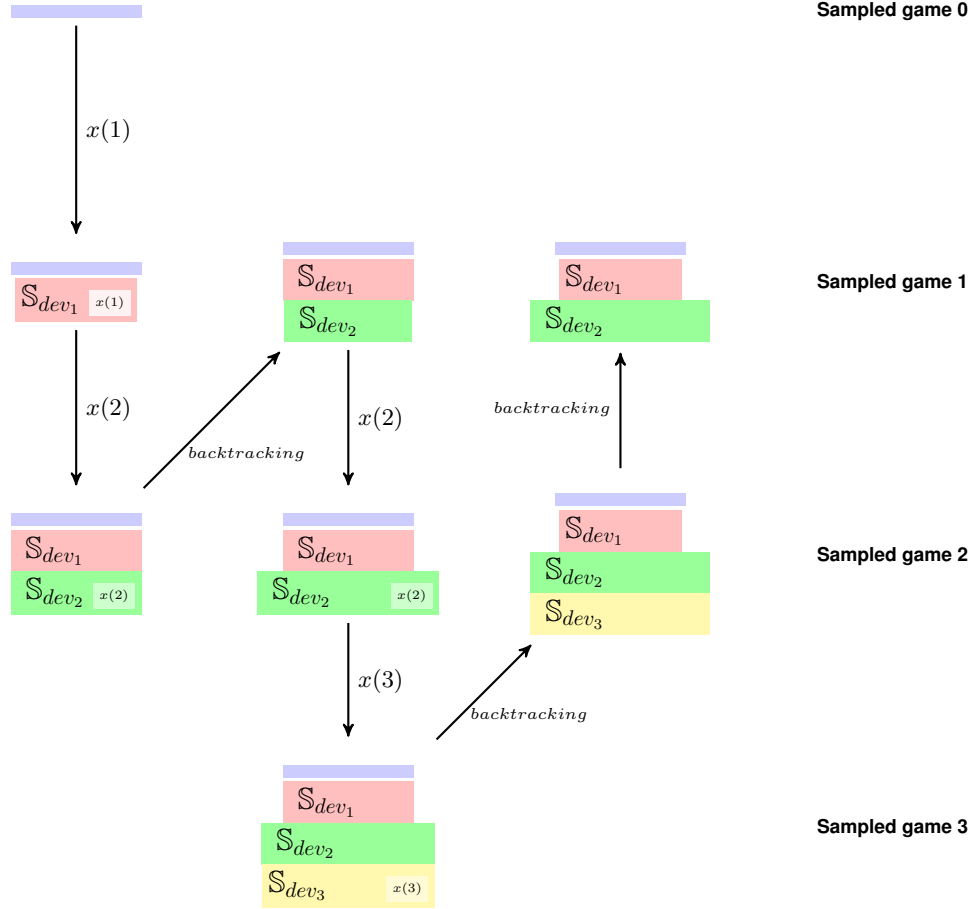 Sampled game 0
x(1)
𝕊dev₁ x(1)
𝕊dev₁
𝕊dev₂
𝕊dev₁
𝕊dev₂
Sampled game 1
x(2)
backtracking
x(2)
backtracking
𝕊dev₁
𝕊dev₂ x(2)
𝕊dev₁
𝕊dev₂ x(2)
𝕊dev₁
𝕊dev₂
𝕊dev₃
Sampled game 2
x(3)
backtracking
𝕊dev₁
𝕊dev₂
𝕊dev₃ x(3)
Sampled game 3